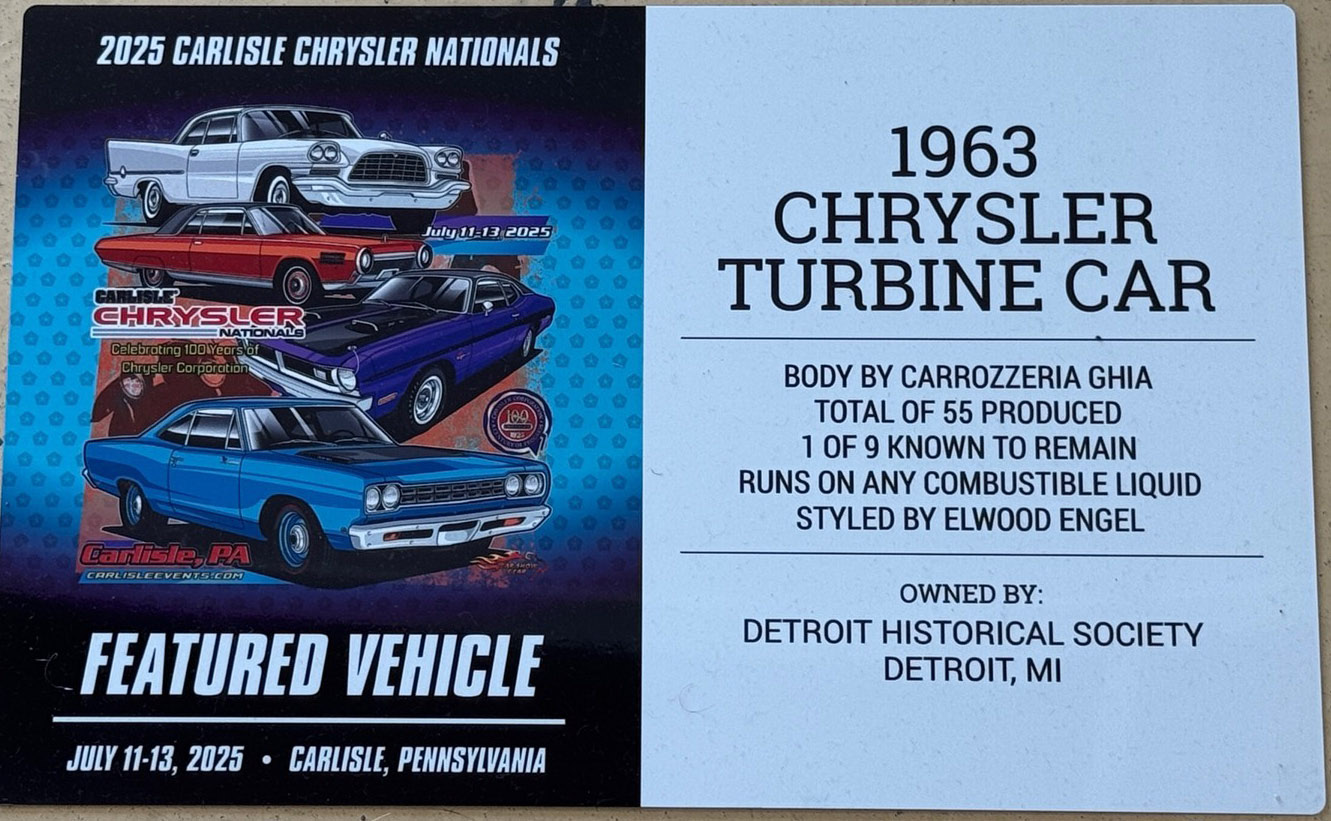 2025 CARLISLE CHRYSLER NATIONALS
July 11-13 2025
CARLISLE
CHRYSLER
NATIONALS
Celebrating 100 Years of
Chrysler Corporation
100
Carlisle, PA
CARLISLEEVENTS.COM
FEATURED VEHICLE
JULY 11-13, 2025 • CARLISLE, PENNSYLVANIA
1963
CHRYSLER
TURBINE CAR
BODY BY CARROZZERIA GHIA
TOTAL OF 55 PRODUCED
1 OF 9 KNOWN TO REMAIN
RUNS ON ANY COMBUSTIBLE LIQUID
STYLED BY ELWOOD ENGEL
OWNED BY:
DETROIT HISTORICAL SOCIETY
DETROIT, MI